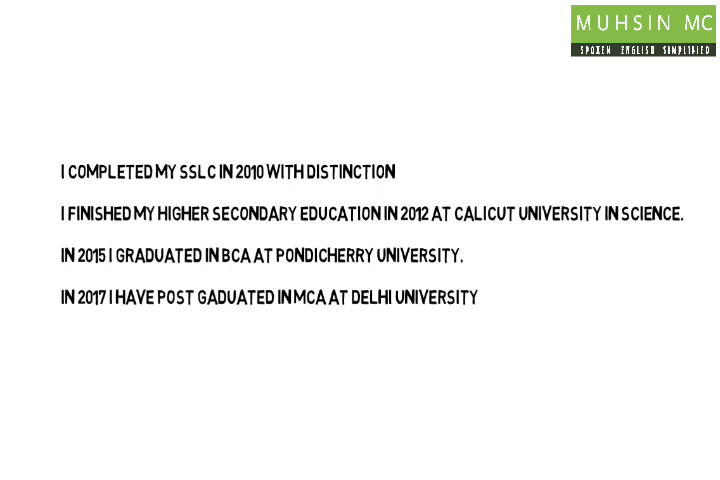 MUHSIN MC
SPOKEN ENGLISH SIMPLIFIED
I COMPLETED MY SSLC IN 2010 WITH DISTINCTION
I FINISHED MY HIGHER SECONDARY EDUCATION IN 2012 AT CALICUT UNIVERSITY IN SCIENCE.
IN 2015 I GRADUATED IN BCA AT PONDICHERRY UNIVERSITY.
IN 2017 I HAVE POST GADUATED IN MCA AT DELHI UNIVERSITY